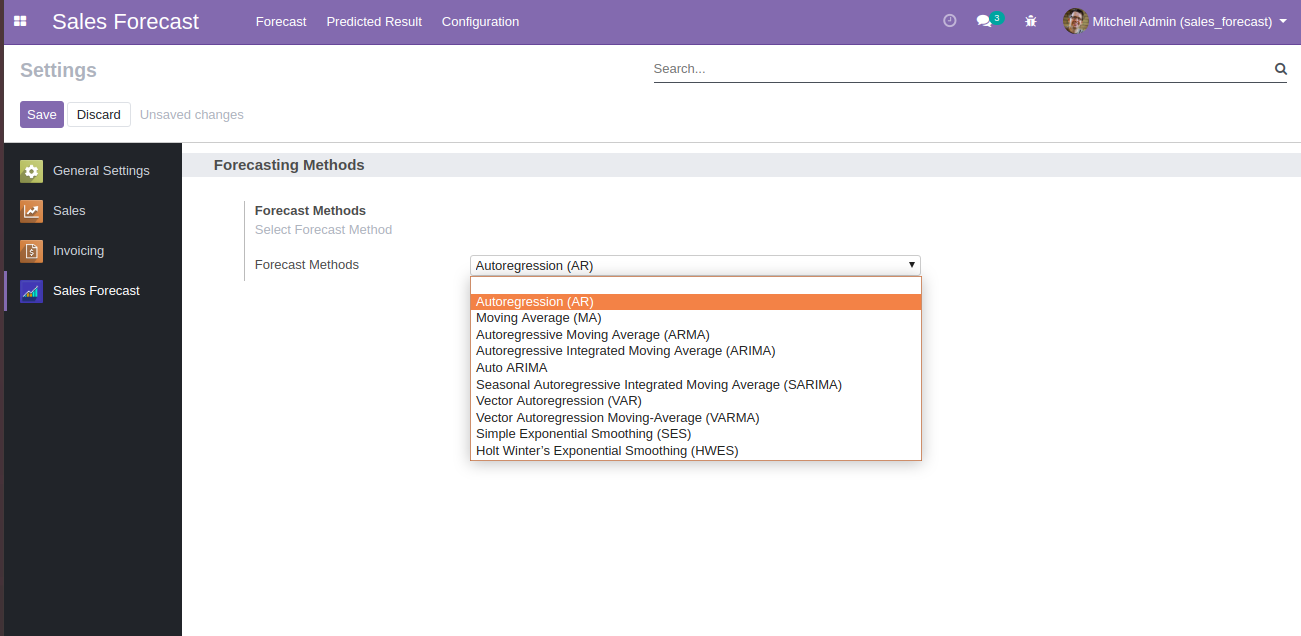 Sales Forecast Forecast Predicted Result Configuration 3 Mitchell Admin (sales_forecast)
Settings Search...
Save Discard Unsaved changes
General Settings
Sales
Invoicing
Sales Forecast
Forecasting Methods
Forecast Methods
Select Forecast Method
Forecast Methods Autoregression (AR)
Autoregression (AR)
Moving Average (MA)
Autoregressive Moving Average (ARMA)
Autoregressive Integrated Moving Average (ARIMA)
Auto ARIMA
Seasonal Autoregressive Integrated Moving Average (SARIMA)
Vector Autoregression (VAR)
Vector Autoregression Moving-Average (VARMA)
Simple Exponential Smoothing (SES)
Holt Winter’s Exponential Smoothing (HWES)